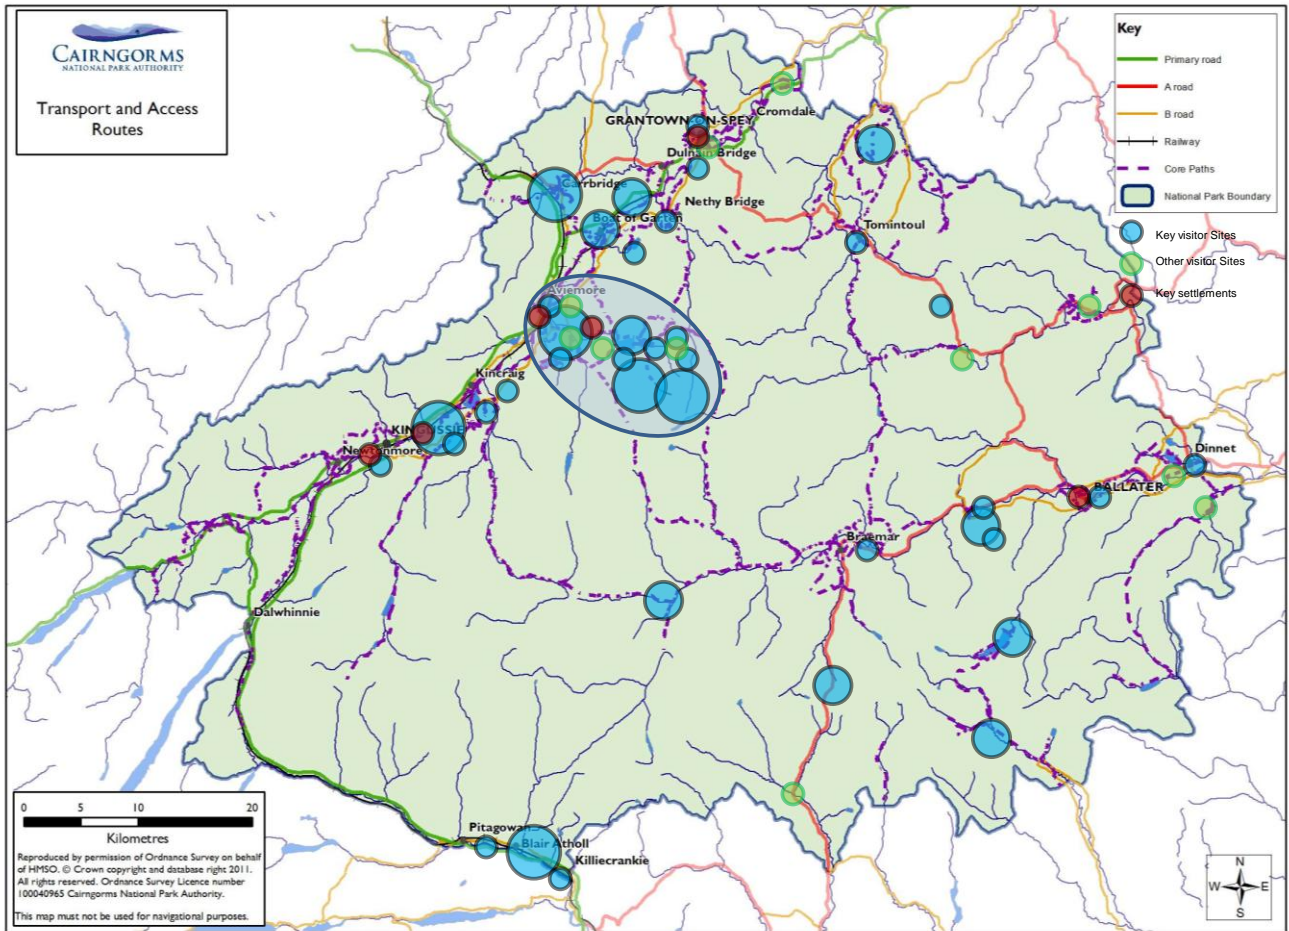 CAIRNGORMS
NATIONAL PARK AUTHORITY
Transport and Access
Routes
Key
Primary road
A road
B road
Railway
Core Paths
National Park Boundary
Key visitor Sites
Other visitor Sites
Key settlements
Cromdale
GRANTOWN-ON-SPEY
Dulnain Bridge
Carrbridge
Nethy Bridge
Boat of Garten
Tomintoul
Aviemore
Kincraig
KINGUSSIE
Newtonmore
Dinnet
BALLATER
Braemar
Dalwhinnie
Pitagowan
Blair Atholl
Killiecrankie
0 5 10 20
Kilometres
Reproduced by permission of Ordnance Survey on behalf
of HMSO. © Crown copyright and database right 2011.
All rights reserved. Ordnance Survey Licence number
100040965 Cairngorms National Park Authority.
This map must not be used for navigational purposes.
N
W E
S